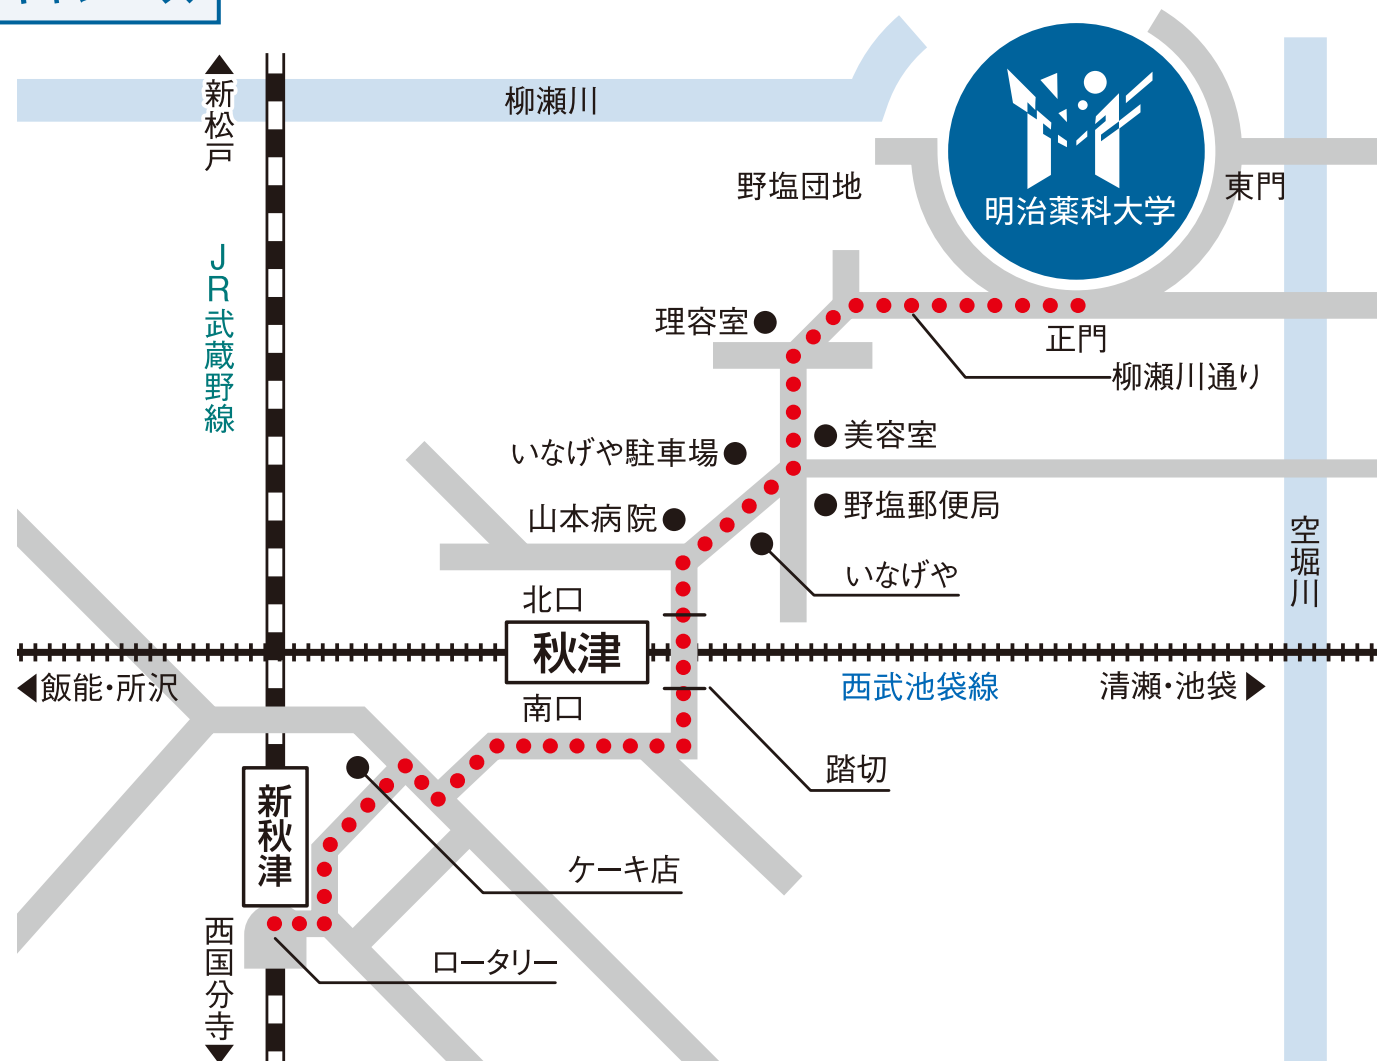 ▲新松戸
柳瀬川
野塩団地
明治薬科大学
東門
JR武蔵野線
理容室
正門
柳瀬川通り
美容室
いなげや駐車場
野塩郵便局
山本病院
いなげや
空堀川
北口
秋津
◀飯能・所沢
西武池袋線
清瀬・池袋▶
南口
踏切
新秋津
ケーキ店
ロータリー
西国分寺▼